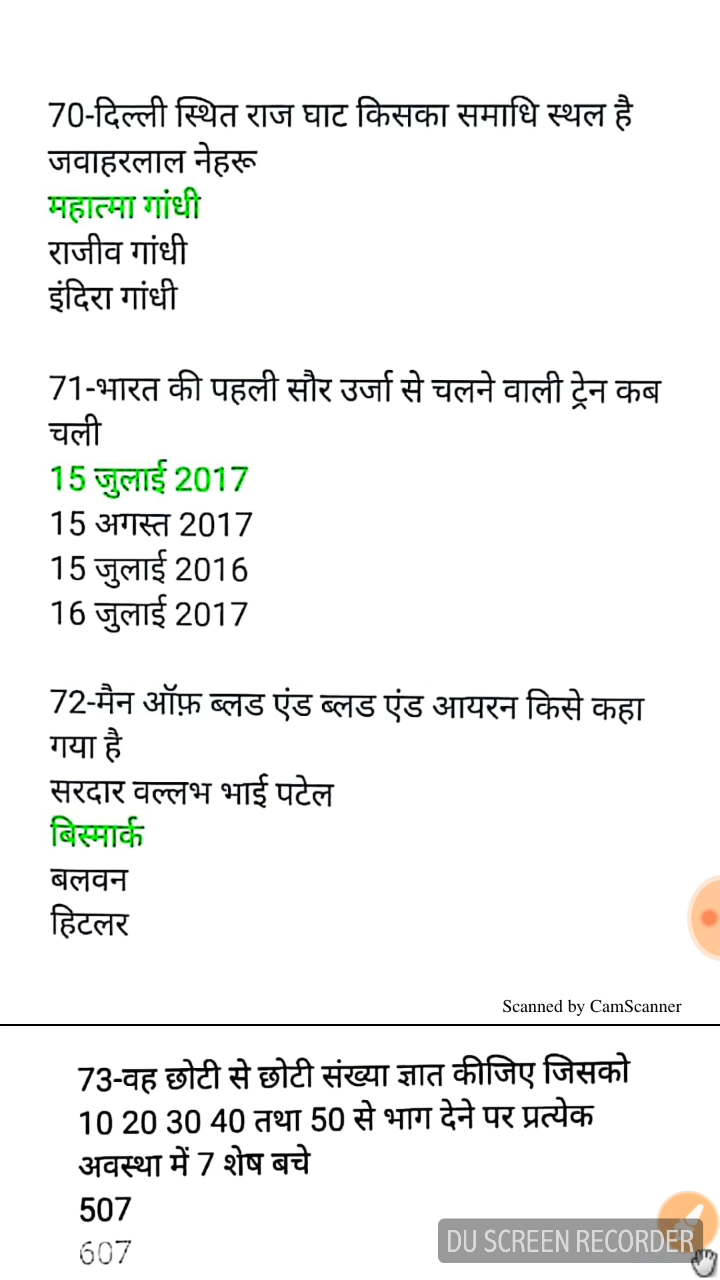 70-दिल्ली स्थित राज घाट किसका समाधि स्थल है
जवाहरलाल नेहरू
महात्मा गांधी
राजीव गांधी
इंदिरा गांधी
71-भारत की पहली सौर उर्जा से चलने वाली ट्रेन कब
चली
15 जुलाई 2017
15 अगस्त 2017
15 जुलाई 2016
16 जुलाई 2017
72-मैन ऑफ़ ब्लड एंड ब्लड एंड आयरन किसे कहा
गया है
सरदार वल्लभ भाई पटेल
बिस्मार्क
बलवन
हिटलर
Scanned by CamScanner
73-वह छोटी से छोटी संख्या ज्ञात कीजिए जिसको
10 20 30 40 तथा 50 से भाग देने पर प्रत्येक
अवस्था में 7 शेष बचे
507
607
DU SCREEN RECORDER